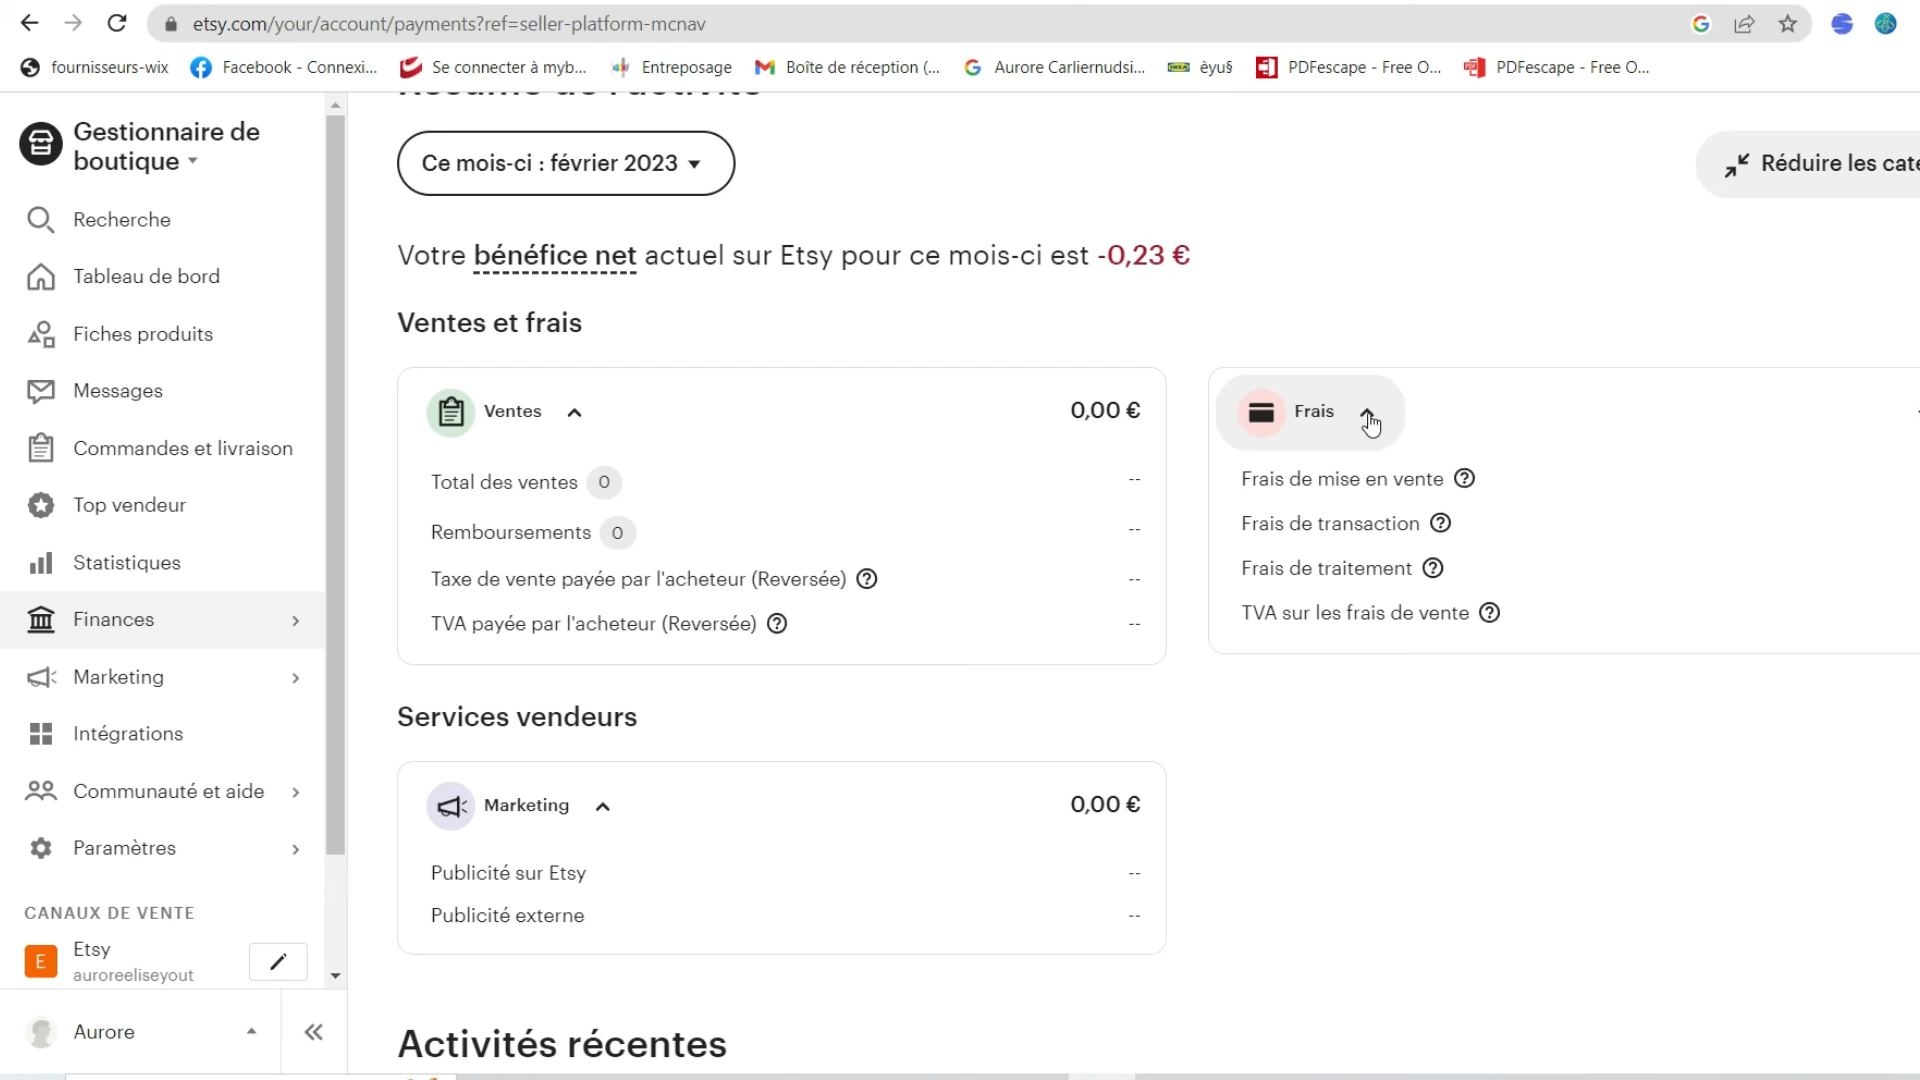 etsy.com/your/account/payments?ref=seller-platform-mcnav
fournisseurs-wix
Facebook - Connexi...
Se connecter à myb...
Entreposage
Boîte de réception (...
Aurore Carliernudsi...
èyu§
PDFescape - Free O...
PDFescape - Free O...
Gestionnaire de
boutique
Recherche
Tableau de bord
Fiches produits
Messages
Commandes et livraison
Top vendeur
Statistiques
Finances
Marketing
Intégrations
Communauté et aide
Paramètres
CANAUX DE VENTE
E
Etsy
auroreeliseyout
Aurore
Résumé de l'activité
Ce mois-ci : février 2023
Réduire les caté
Votre bénéfice net actuel sur Etsy pour ce mois-ci est -0,23 €
Ventes et frais
Ventes 0,00 €
Total des ventes 0 --
Remboursements 0 --
Taxe de vente payée par l'acheteur (Reversée) ? --
TVA payée par l'acheteur (Reversée) ? --
Frais
Frais de mise en vente ?
Frais de transaction ?
Frais de traitement ?
TVA sur les frais de vente ?
Services vendeurs
Marketing 0,00 €
Publicité sur Etsy --
Publicité externe --
Activités récentes